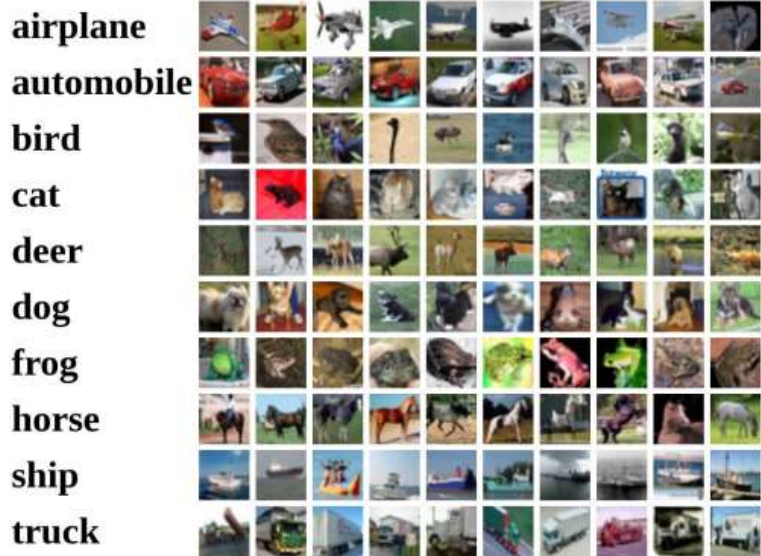 airplane
automobile
bird
cat
deer
dog
frog
horse
ship
truck